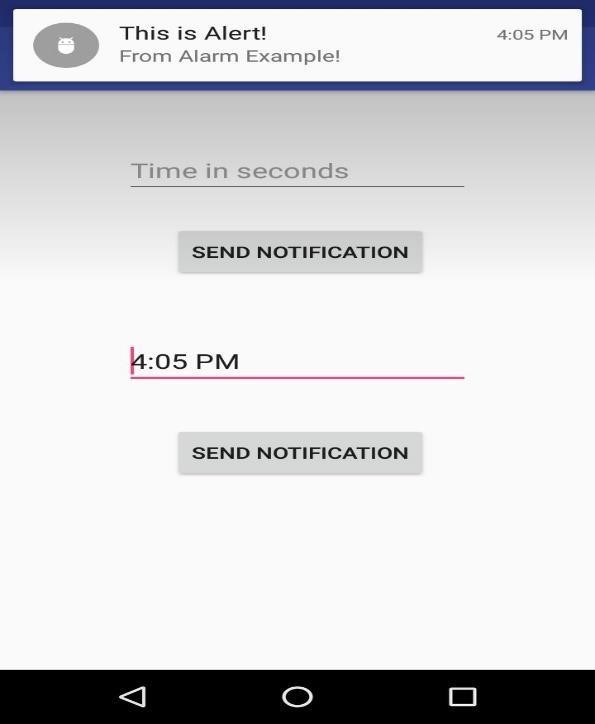 This is Alert!
4:05 PM
From Alarm Example!
Time in seconds
SEND NOTIFICATION
4:05 PM
SEND NOTIFICATION